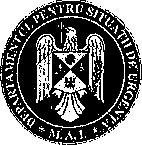 DEPARTAMENTUL PENTRU SITUAȚII DE URGENȚĂ
★ M.A.I. ★